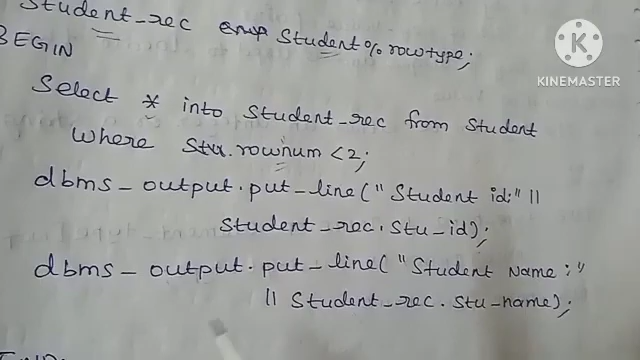 Student_rec Student%rowtype;
BEGIN
Select * into Student_rec from Student
Where Stu.rownum <2;
dbms_output.put_line("Student id:" ||
Student_rec.Stu_id);
dbms_output.put_line("Student Name:"
|| Student_rec.Stu_name);
K
KINEMASTER